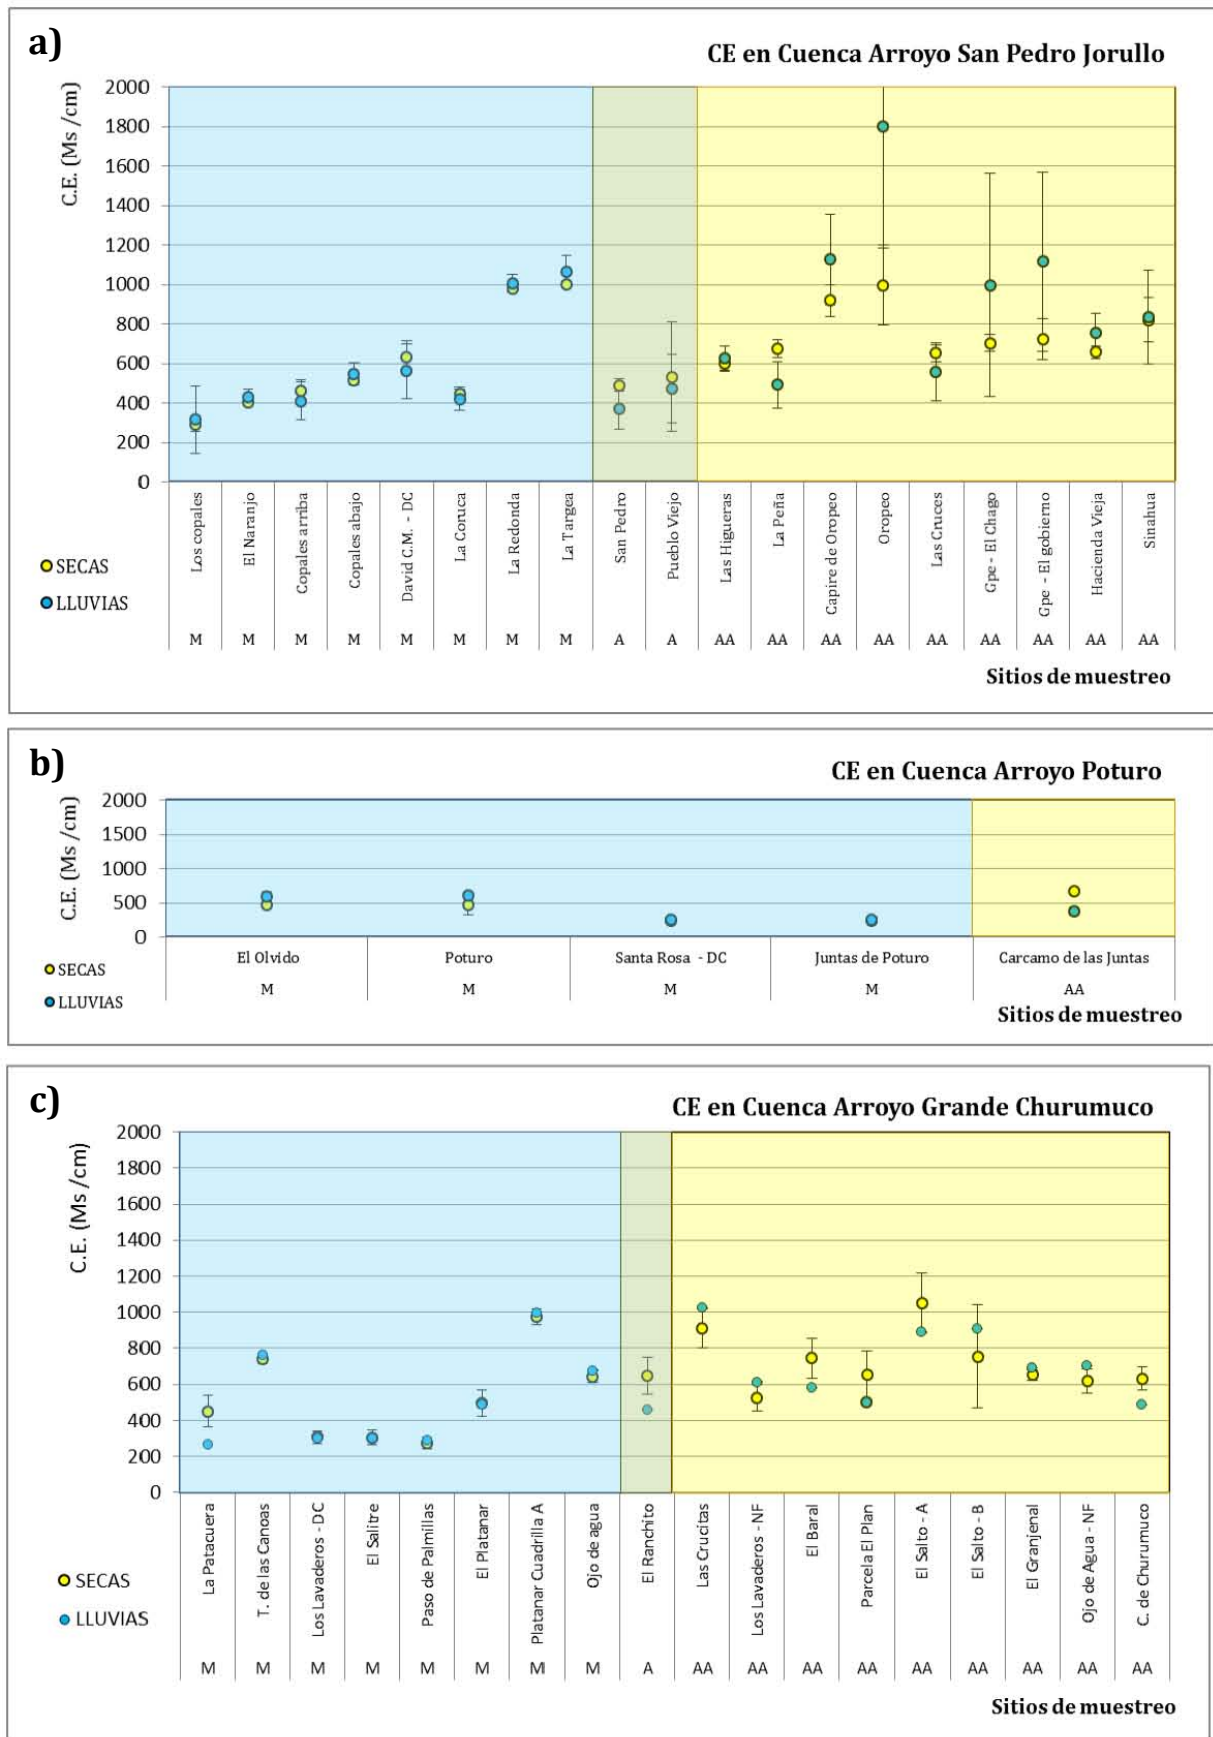 a)
CE en Cuenca Arroyo San Pedro Jorullo
C.E. (Ms /cm)
2000
1800
1600
1400
1200
1000
800
600
400
200
0
Los copales
El Naranjo
Copales arriba
Copales abajo
David C.M. - DC
La Coruca
La Redonda
La Targea
San Pedro
Pueblo Viejo
Las Higueras
La Peña
Capire de Oropeo
Oropeo
Las Cruces
Gpe - El Chago
Gpe - El gobierno
Hacienda Vieja
Sinahua
SECAS
LLUVIAS
M M M M M M M M A A AA AA AA AA AA AA AA AA AA
Sitios de muestreo
b)
CE en Cuenca Arroyo Poturo
C.E. (Ms /cm)
2000
1500
1000
500
0
El Olvido Poturo Santa Rosa - DC Juntas de Poturo Carcamo de las Juntas
SECAS
M M M M AA
LLUVIAS
Sitios de muestreo
c)
CE en Cuenca Arroyo Grande Churumuco
C.E. (Ms /cm)
2000
1800
1600
1400
1200
1000
800
600
400
200
0
La Patacuera
T. de las Canoas
Los Lavaderos - DC
El Salitre
Paso de Palmillas
El Platanar
Platanar Cuadrilla A
Ojo de agua
El Ranchito
Las Crucitas
Los Lavaderos - NF
El Baral
Parcela El Plan
El Salto - A
El Salto - B
El Granjenal
Ojo de Agua - NF
C. de Churumuco
SECAS
LLUVIAS
M M M M M M M M A AA AA AA AA AA AA AA AA AA
Sitios de muestreo